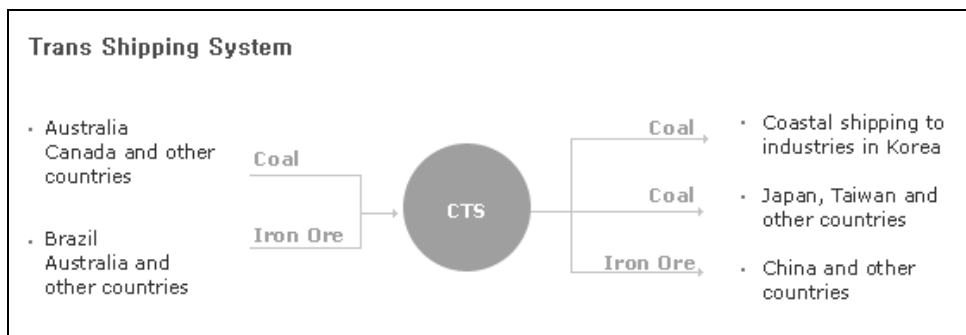 Trans Shipping System
· Australia
Canada and other
countries
Coal
· Brazil
Australia and
other countries
Iron Ore
CTS
Coal
· Coastal shipping to
industries in Korea
Coal
· Japan, Taiwan and
other countries
Iron Ore
· China and other
countries